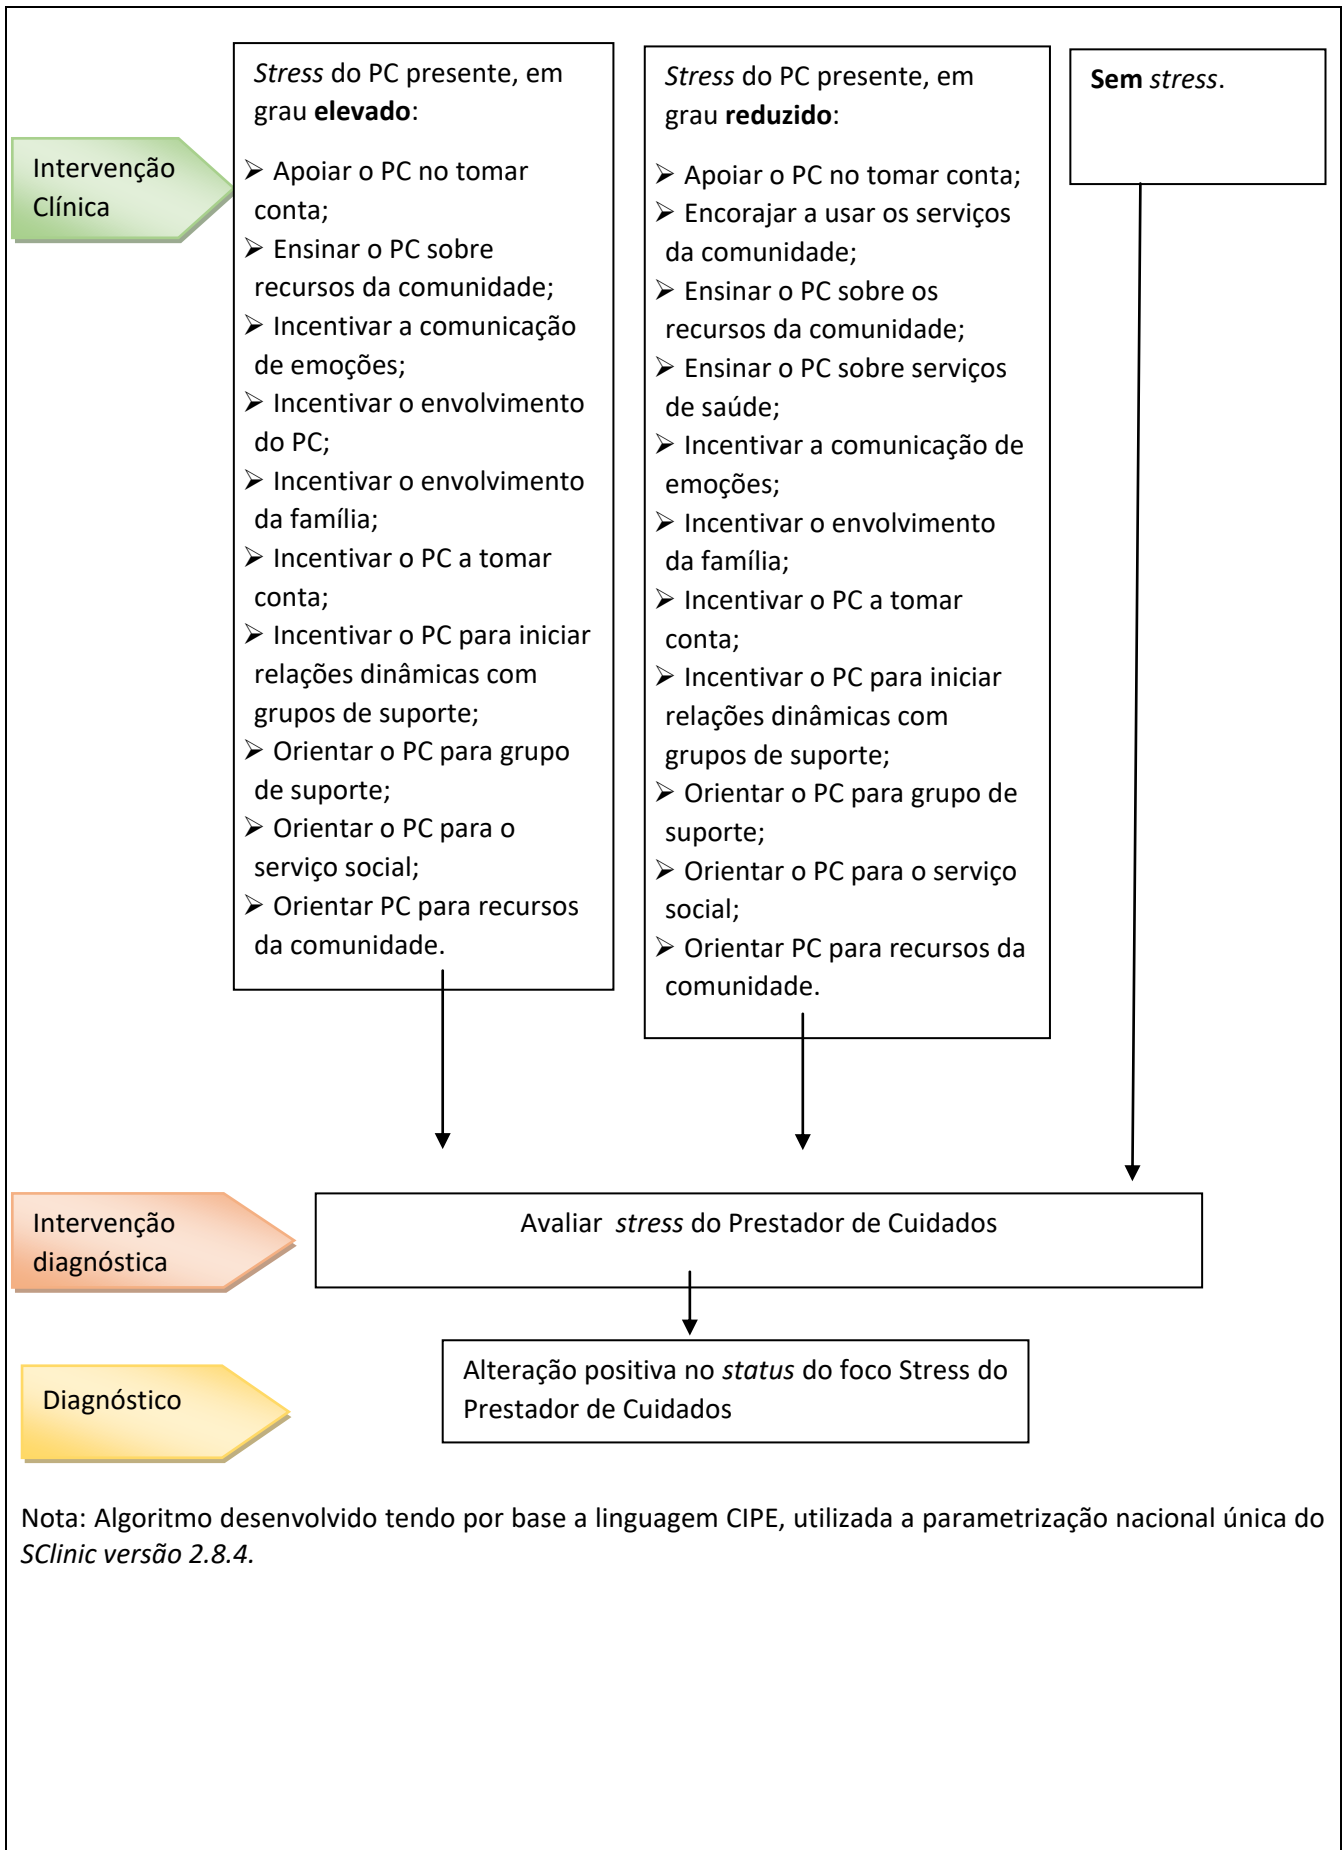 Intervenção
Clínica
Stress do PC presente, em
grau elevado:
➢ Apoiar o PC no tomar
conta;
➢ Ensinar o PC sobre
recursos da comunidade;
➢ Incentivar a comunicação
de emoções;
➢ Incentivar o envolvimento
do PC;
➢ Incentivar o envolvimento
da família;
➢ Incentivar o PC a tomar
conta;
➢ Incentivar o PC para iniciar
relações dinâmicas com
grupos de suporte;
➢ Orientar o PC para grupo
de suporte;
➢ Orientar o PC para o
serviço social;
➢ Orientar PC para recursos
da comunidade.
Stress do PC presente, em
grau reduzido:
➢ Apoiar o PC no tomar conta;
➢ Encorajar a usar os serviços
da comunidade;
➢ Ensinar o PC sobre os
recursos da comunidade;
➢ Ensinar o PC sobre serviços
de saúde;
➢ Incentivar a comunicação de
emoções;
➢ Incentivar o envolvimento
da família;
➢ Incentivar o PC a tomar
conta;
➢ Incentivar o PC para iniciar
relações dinâmicas com
grupos de suporte;
➢ Orientar o PC para grupo de
suporte;
➢ Orientar o PC para o serviço
social;
➢ Orientar PC para recursos da
comunidade.
Sem stress.
Intervenção
diagnóstica
Avaliar stress do Prestador de Cuidados
Diagnóstico
Alteração positiva no status do foco Stress do
Prestador de Cuidados
Nota: Algoritmo desenvolvido tendo por base a linguagem CIPE, utilizada a parametrização nacional única do
SClinic versão 2.8.4.